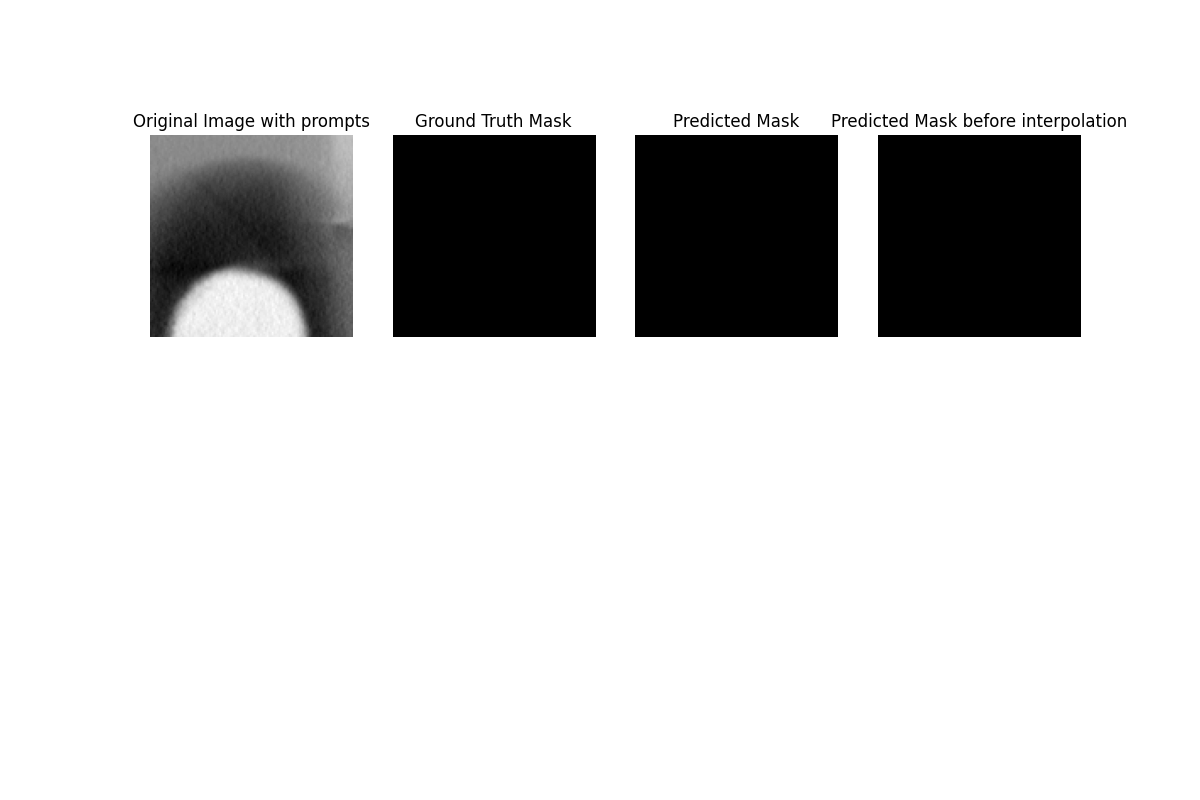 Original Image with prompts
Ground Truth Mask
Predicted Mask
Predicted Mask before interpolation